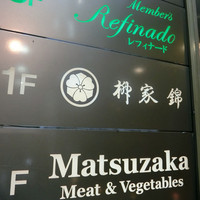 Member's
Refinado
レフィナード
1F 柳家 錦
F Matsuzaka
Meat & Vegetables